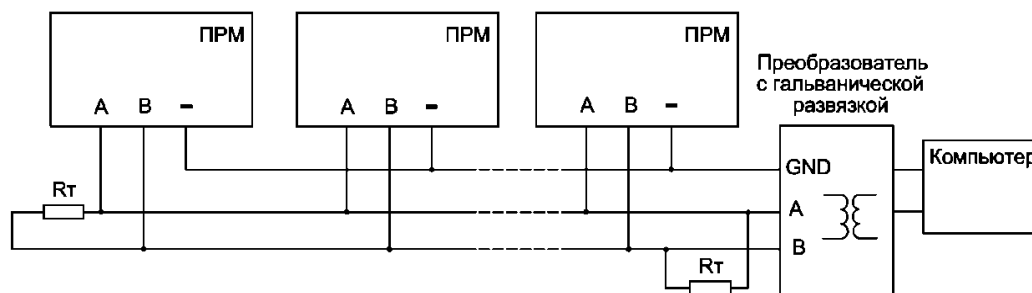 ПРМ
ПРМ
ПРМ
A B –
A B –
A B –
Преобразователь
с гальванической
развязкой
GND
A
B
Компьютер
Rт
Rт